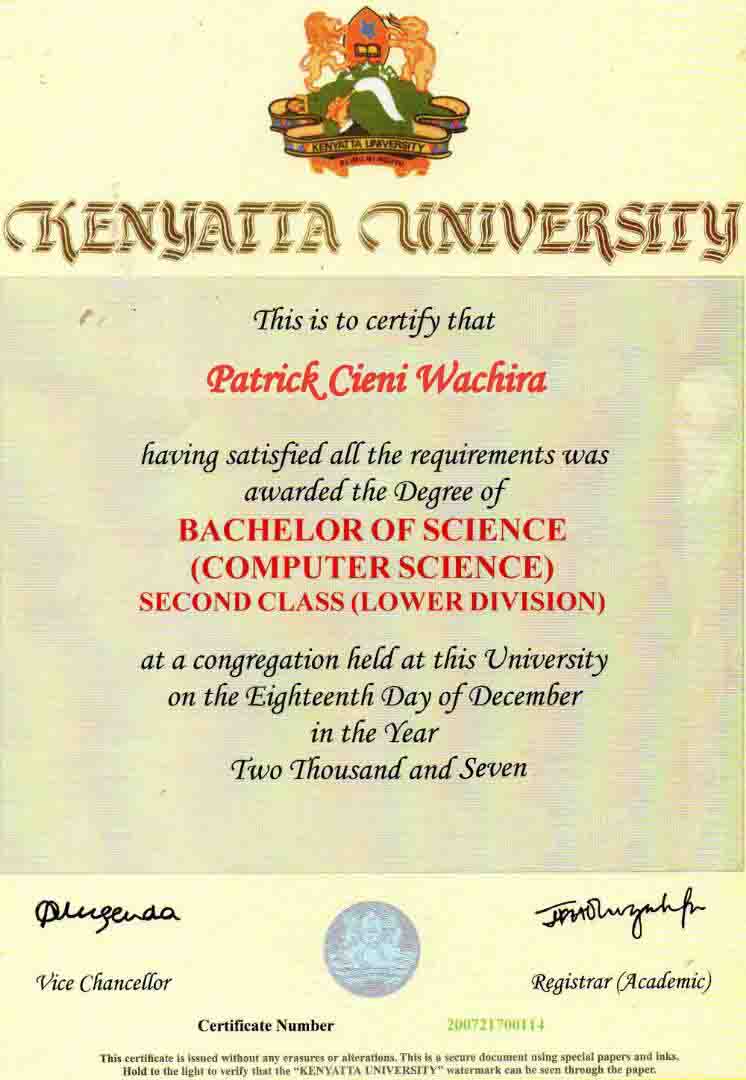 KENYATTA UNIVERSITY
KENYATTA UNIVERSITY
This is to certify that
Patrick Cieni Wachira
having satisfied all the requirements was
awarded the Degree of
BACHELOR OF SCIENCE
(COMPUTER SCIENCE)
SECOND CLASS (LOWER DIVISION)
at a congregation held at this University
on the Eighteenth Day of December
in the Year
Two Thousand and Seven
Vice Chancellor
Registrar (Academic)
Certificate Number 200721700114
This certificate is issued without any erasures or alterations. This is a secure document using special papers and inks.
Hold to the light to verify that the "KENYATTA UNIVERSITY" watermark can be seen through the paper.